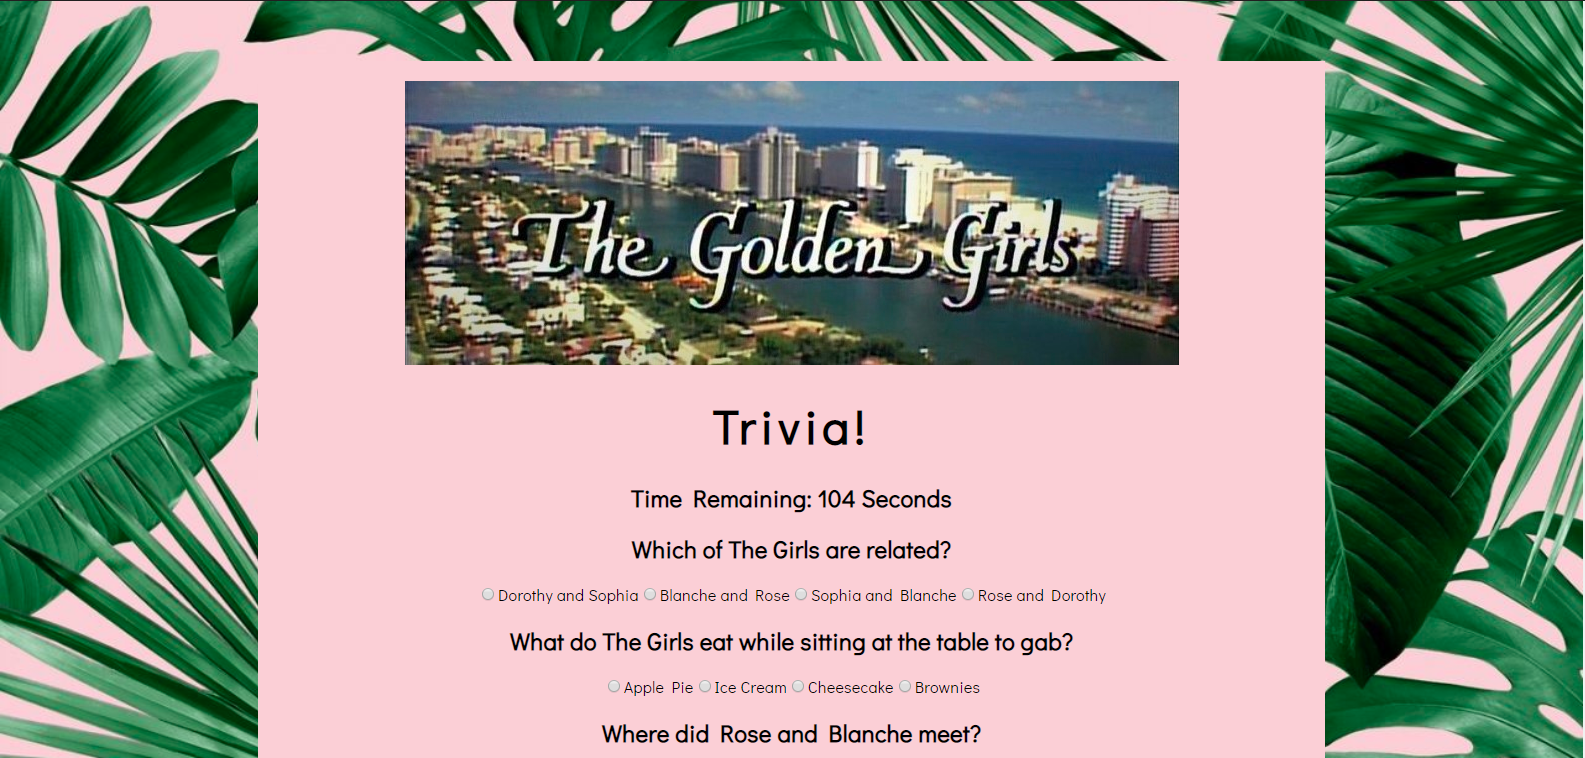 The Golden Girls
Trivia!
Time Remaining: 104 Seconds
Which of The Girls are related?
Dorothy and Sophia Blanche and Rose Sophia and Blanche Rose and Dorothy
What do The Girls eat while sitting at the table to gab?
Apple Pie Ice Cream Cheesecake Brownies
Where did Rose and Blanche meet?